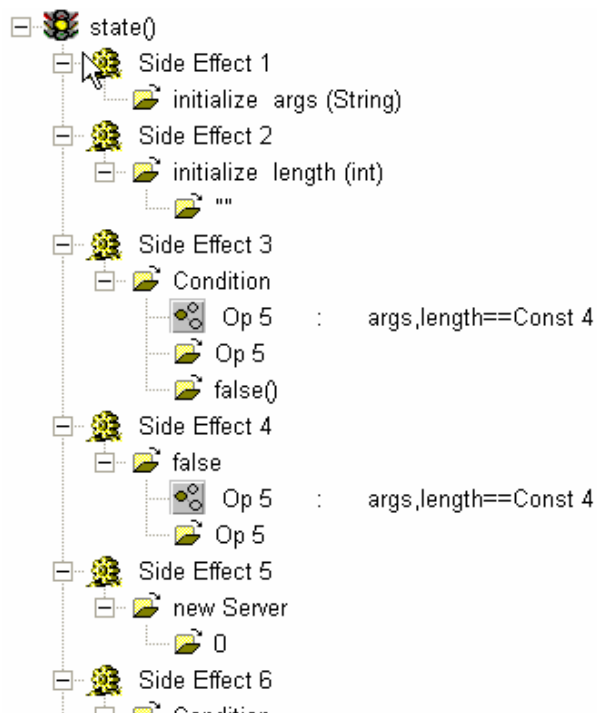 state()
Side Effect 1
initialize args (String)
Side Effect 2
initialize length (int)
""
Side Effect 3
Condition
Op 5 : args,length==Const 4
Op 5
false()
Side Effect 4
false
Op 5 : args,length==Const 4
Op 5
Side Effect 5
new Server
0
Side Effect 6
Condition